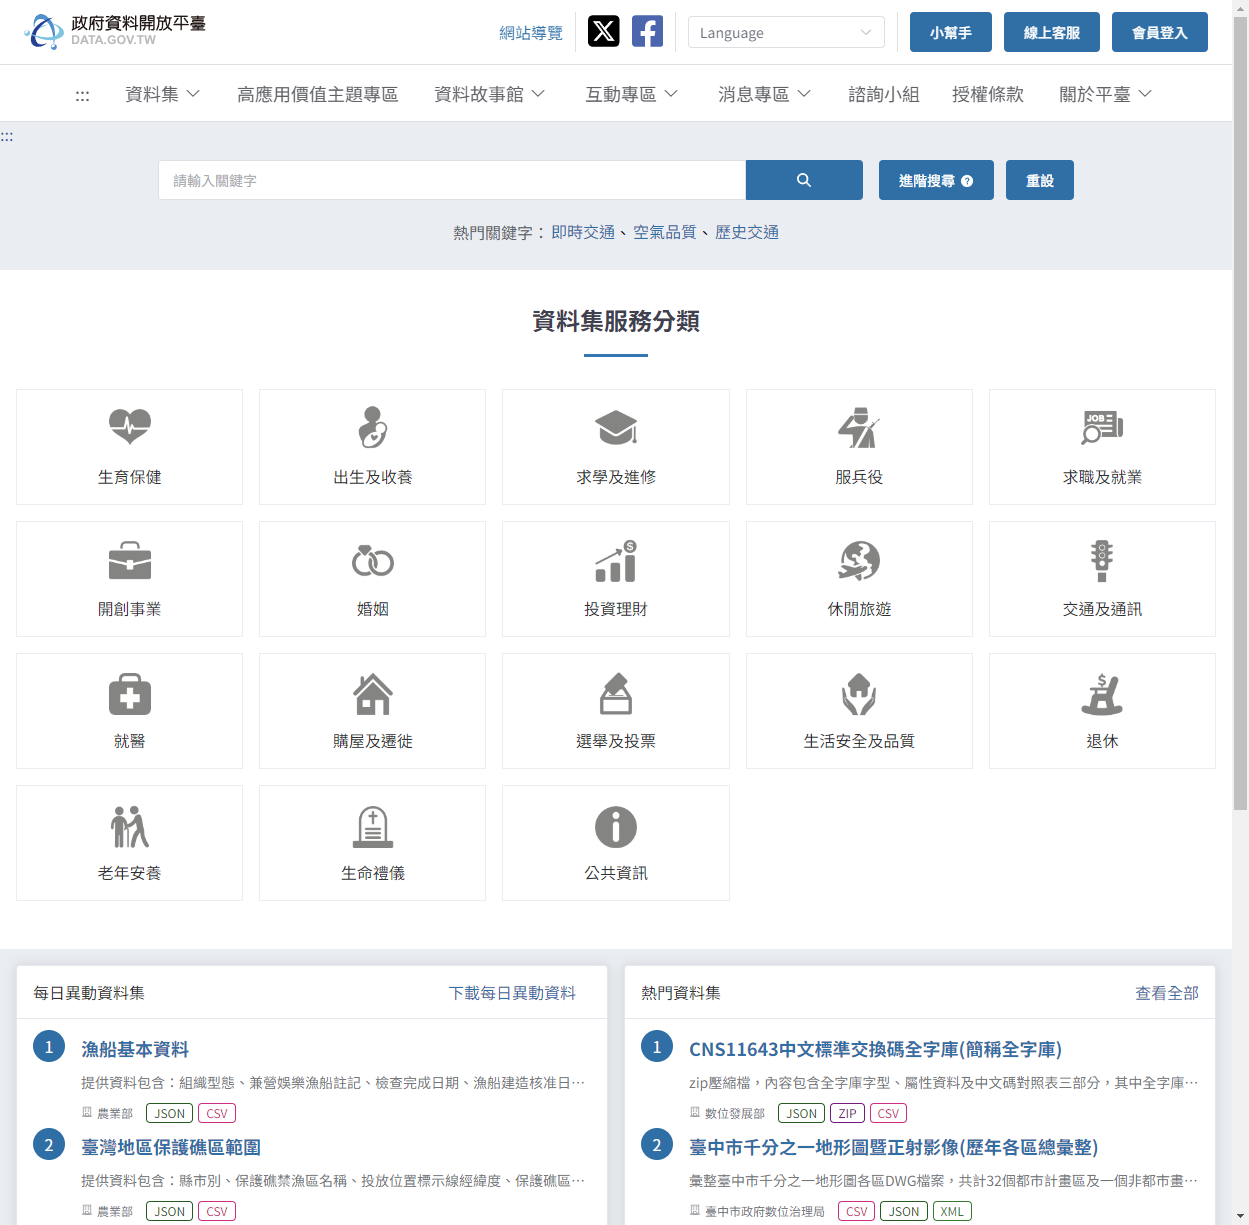 政府資料開放平臺
DATA.GOV.TW
網站導覽
Language
小幫手
線上客服
會員登入
:::
資料集
高應用價值主題專區
資料故事館
互動專區
消息專區
諮詢小組
授權條款
關於平臺
:::
請輸入關鍵字
進階搜尋
重設
熱門關鍵字：即時交通、空氣品質、歷史交通
資料集服務分類
生育保健
出生及收養
求學及進修
服兵役
JOB
求職及就業
開創事業
婚姻
投資理財
休閒旅遊
交通及通訊
就醫
購屋及遷徙
選舉及投票
生活安全及品質
退休
老年安養
生命禮儀
公共資訊
每日異動資料集
下載每日異動資料
1
漁船基本資料
提供資料包含：組織型態、兼營娛樂漁船註記、檢查完成日期、漁船建造核准日…
農業部 JSON CSV
2
臺灣地區保護礁區範圍
提供資料包含：縣市別、保護礁禁漁區名稱、投放位置標示線經緯度、保護礁區…
農業部 JSON CSV
熱門資料集
查看全部
1
CNS11643中文標準交換碼全字庫(簡稱全字庫)
zip壓縮檔，內容包含全字庫字型、屬性資料及中文碼對照表三部分，其中全字庫…
數位發展部 JSON ZIP CSV
2
臺中市千分之一地形圖暨正射影像(歷年各區總彙整)
彙整臺中市千分之一地形圖各區DWG檔案，共計32個都市計畫區及一個非都市畫…
臺中市政府數位治理局 CSV JSON XML